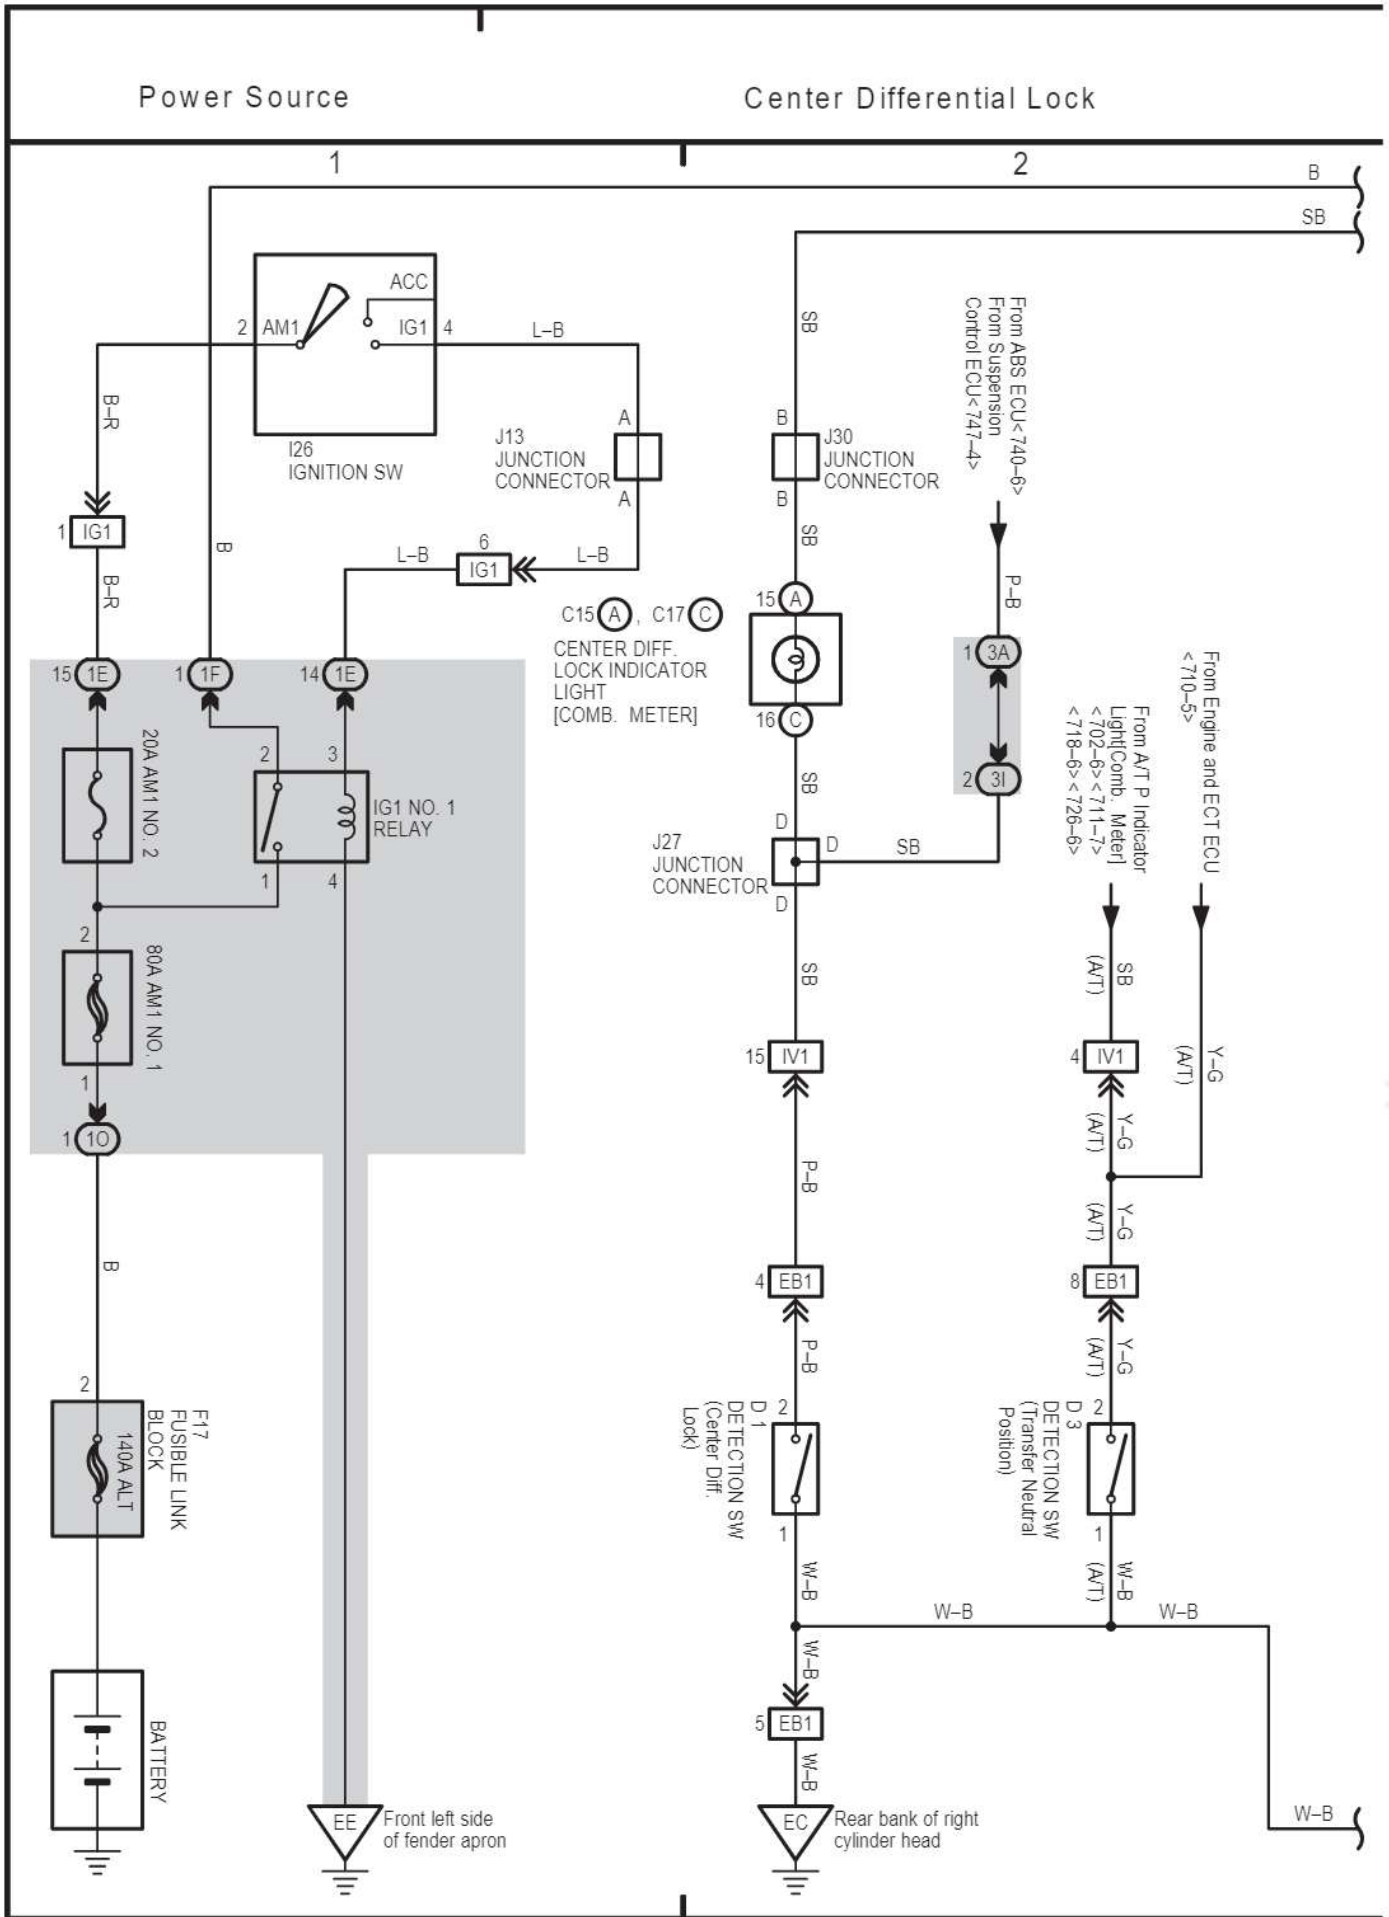 Power Source
Center Differential Lock
1
2
B
SB
ACC
2
AM1
IG1
4
L–B
B–R
I26
IGNITION SW
A
J13
JUNCTION
CONNECTOR
A
SB
B
J30
JUNCTION
CONNECTOR
B
SB
From ABS ECU<740–6>
From Suspension
Control ECU<747–4>
P–B
1
IG1
B–R
B
L–B
6
IG1
L–B
C15
A
, C17
C
CENTER DIFF.
LOCK INDICATOR
LIGHT
[COMB. METER]
15
A
16
C
SB
1
3A
2
3I
From Engine and ECT ECU
<710–5>
From A/T P Indicator
Light[Comb. Meter]
<702–6><711–7>
<718–6><726–6>
15
1E
1
1F
14
1E
20A AM1 NO. 2
2
3
IG1 NO. 1
RELAY
1
4
2
80A AM1 NO. 1
1
1
1O
D
J27
JUNCTION
CONNECTOR
D
D
SB
SB
SB
(A/T)
15
IV1
4
IV1
Y–G
(A/T)
P–B
Y–G
(A/T)
Y–G
(A/T)
B
4
EB1
8
EB1
P–B
Y–G
(A/T)
2
F17
FUSIBLE LINK
BLOCK
140A ALT
2
D 1
DETECTION SW
(Center Diff.
Lock)
1
2
D 3
DETECTION SW
(Transfer Neutral
Position)
1
W–B
W–B
(A/T)
W–B
W–B
W–B
5
EB1
W–B
BATTERY
EE
Front left side
of fender apron
EC
Rear bank of right
cylinder head
W–B